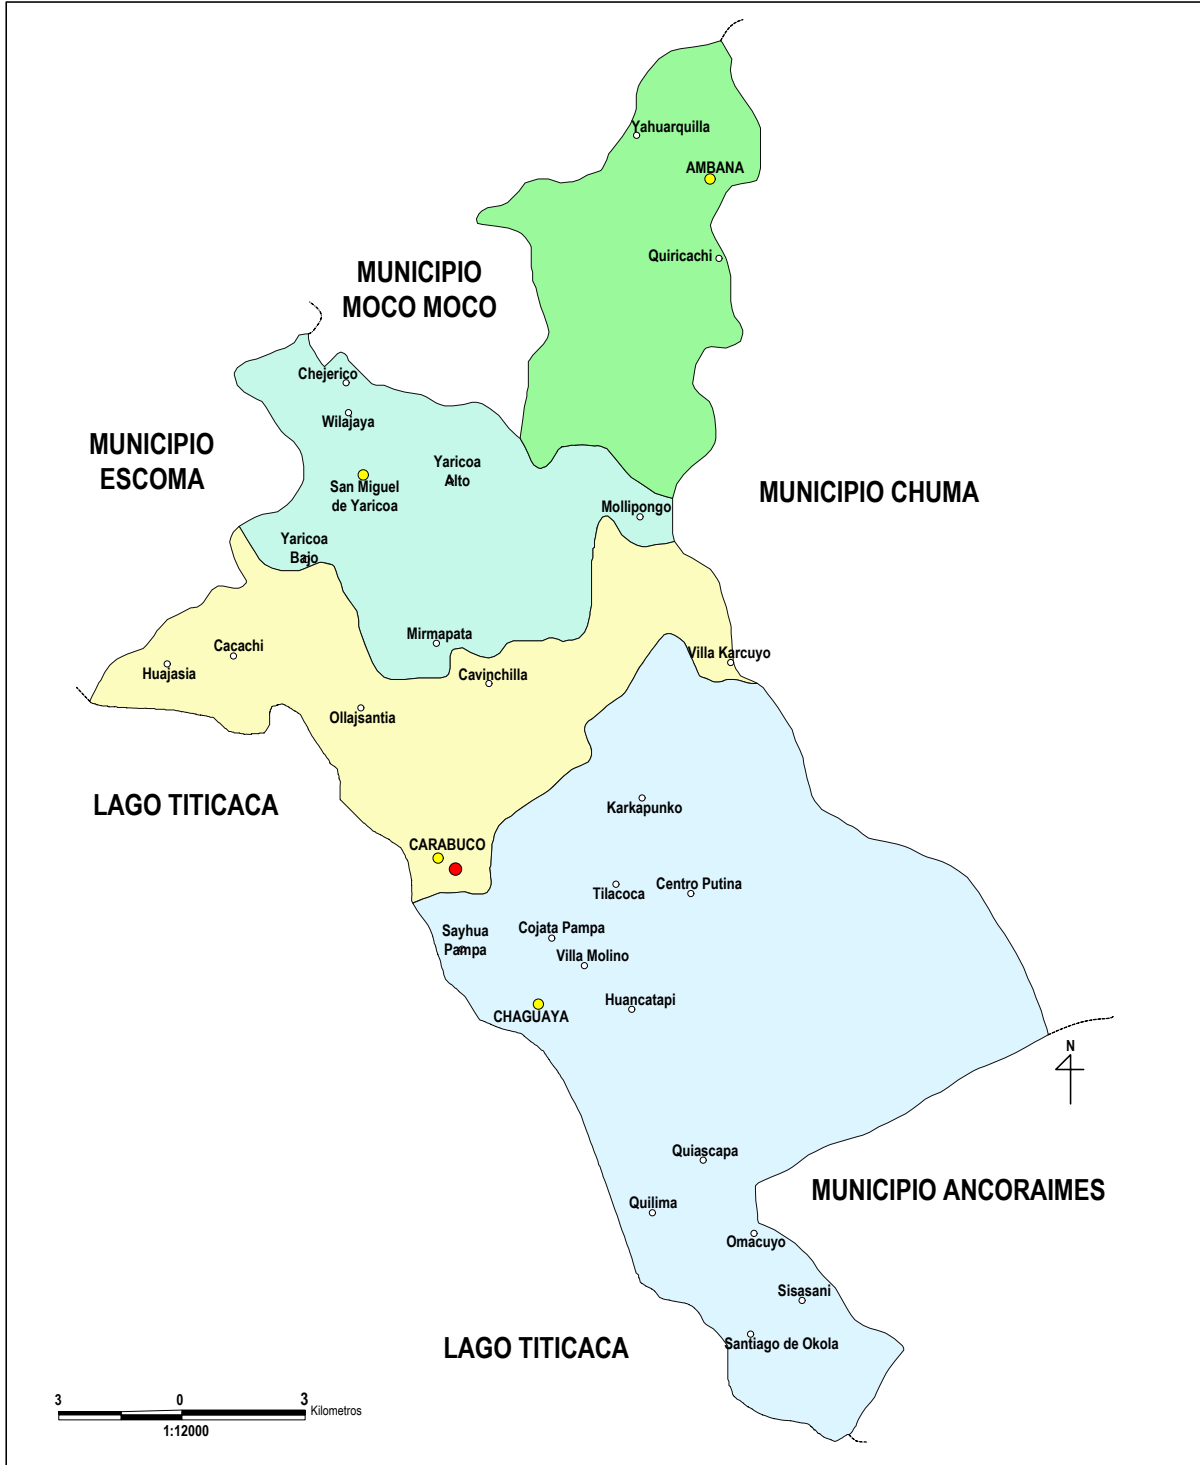 Yahuarquilla
AMBANA
Quiricachi
MUNICIPIO
MOCO MOCO
Chejerico
Wilajaya
MUNICIPIO
ESCOMA
Yaricoa
Alto
San Miguel
de Yaricoa
MUNICIPIO CHUMA
Mollipongo
Yaricoa
Bajo
Mirmapata
Cacachi
Huajasia
Villa Karcuyo
Cavinchilla
Ollajsantia
LAGO TITICACA
Karkapunko
CARABUCO
Tilacoca
Centro Putina
Sayhua
Pampa
Cojata Pampa
Villa Molino
Huancatapi
CHAGUAYA
N
Quiascapa
MUNICIPIO ANCORAIMES
Quilima
Omacuyo
Sisasani
Santiago de Okola
LAGO TITICACA
3 0 3
Kilometros
1:12000